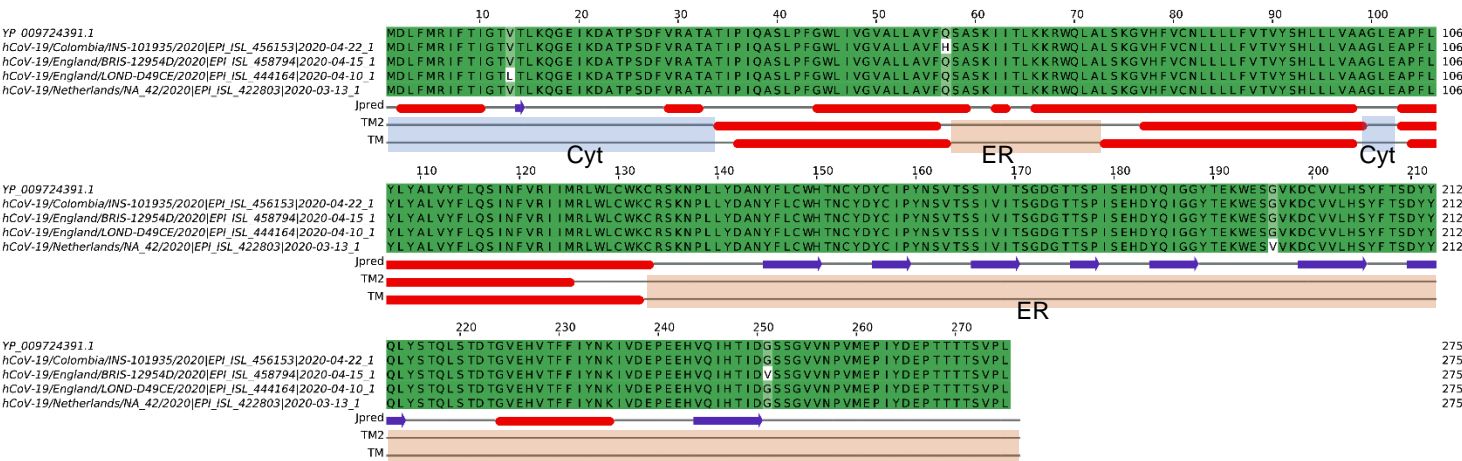 10 20 30 40 50 60 70 80 90 100
YP_009724391.1 MDLFMRIFTIGTVTLKQGEIKDATPSDFVRATATIPIQASLPFGWLIVGVALLAVFQSASKIITLKKRWQLALSKGVHFVCNLLLLFVTVYSHLLLVAAGLEAPFL 106
hCoV-19/Colombia/INS-101935/2020|EPI_ISL_456153|2020-04-22_1 MDLFMRIFTIGTVTLKQGEIKDATPSDFVRATATIPIQASLPFGWLIVGVALLAVFHSASKIITLKKRWQLALSKGVHFVCNLLLLFVTVYSHLLLVAAGLEAPFL 106
hCoV-19/England/BRIS-12954D/2020|EPI_ISL_458794|2020-04-15_1 MDLFMRIFTIGTVTLKQGEIKDATPSDFVRATATIPIQASLPFGWLIVGVALLAVFQSASKIITLKKRWQLALSKGVHFVCNLLLLFVTVYSHLLLVAAGLEAPFL 106
hCoV-19/England/LOND-D49CE/2020|EPI_ISL_444164|2020-04-10_1 MDLFMRIFTIGTLTLKQGEIKDATPSDFVRATATIPIQASLPFGWLIVGVALLAVFQSASKIITLKKRWQLALSKGVHFVCNLLLLFVTVYSHLLLVAAGLEAPFL 106
hCoV-19/Netherlands/NA_42/2020|EPI_ISL_422803|2020-03-13_1 MDLFMRIFTIGTVTLKQGEIKDATPSDFVRATATIPIQASLPFGWLIVGVALLAVFQSASKIITLKKRWQLALSKGVHFVCNLLLLFVTVYSHLLLVAAGLEAPFL 106
Jpred
TM2
TM
Cyt ER Cyt
110 120 130 140 150 160 170 180 190 200 210
YP_009724391.1 YLYALVYFLQSINFVRIIMRLWLCWKCRSKNPLLYDANYFLCWHTNCYDYCIPYNSVTSSIVITSGDGTTSPISEHDYQIGGYTEKWESGVKDCVVLHSYFTSDYY 212
hCoV-19/Colombia/INS-101935/2020|EPI_ISL_456153|2020-04-22_1 YLYALVYFLQSINFVRIIMRLWLCWKCRSKNPLLYDANYFLCWHTNCYDYCIPYNSVTSSIVITSGDGTTSPISEHDYQIGGYTEKWESGVKDCVVLHSYFTSDYY 212
hCoV-19/England/BRIS-12954D/2020|EPI_ISL_458794|2020-04-15_1 YLYALVYFLQSINFVRIIMRLWLCWKCRSKNPLLYDANYFLCWHTNCYDYCIPYNSVTSSIVITSGDGTTSPISEHDYQIGGYTEKWESGVKDCVVLHSYFTSDYY 212
hCoV-19/England/LOND-D49CE/2020|EPI_ISL_444164|2020-04-10_1 YLYALVYFLQSINFVRIIMRLWLCWKCRSKNPLLYDANYFLCWHTNCYDYCIPYNSVTSSIVITSGDGTTSPISEHDYQIGGYTEKWESGVKDCVVLHSYFTSDYY 212
hCoV-19/Netherlands/NA_42/2020|EPI_ISL_422803|2020-03-13_1 YLYALVYFLQSINFVRIIMRLWLCWKCRSKNPLLYDANYFLCWHTNCYDYCIPYNSVTSSIVITSGDGTTSPISEHDYQIGGYTEKWESVVKDCVVLHSYFTSDYY 212
Jpred
TM2
TM
ER
220 230 240 250 260 270
YP_009724391.1 QLYSTQLSTDTGVEHVTFFIYNKIVDEPEEHVQIHTIDGSSGVVNPVMEPIYDEPTTTTSVPL 275
hCoV-19/Colombia/INS-101935/2020|EPI_ISL_456153|2020-04-22_1 QLYSTQLSTDTGVEHVTFFIYNKIVDEPEEHVQIHTIDGSSGVVNPVMEPIYDEPTTTTSVPL 275
hCoV-19/England/BRIS-12954D/2020|EPI_ISL_458794|2020-04-15_1 QLYSTQLSTDTGVEHVTFFIYNKIVDEPEEHVQIHTIDVSSGVVNPVMEPIYDEPTTTTSVPL 275
hCoV-19/England/LOND-D49CE/2020|EPI_ISL_444164|2020-04-10_1 QLYSTQLSTDTGVEHVTFFIYNKIVDEPEEHVQIHTIDGSSGVVNPVMEPIYDEPTTTTSVPL 275
hCoV-19/Netherlands/NA_42/2020|EPI_ISL_422803|2020-03-13_1 QLYSTQLSTDTGVEHVTFFIYNKIVDEPEEHVQIHTIDGSSGVVNPVMEPIYDEPTTTTSVPL 275
Jpred
TM2
TM